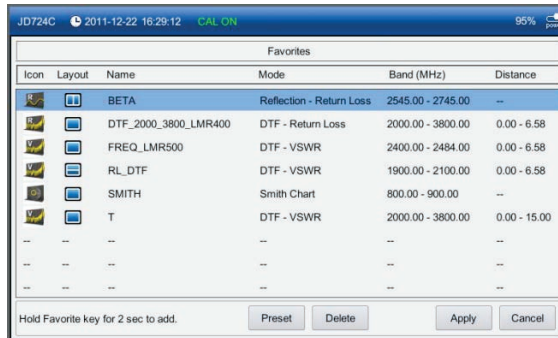 JD724C 2011-12-22 16:29:12 CAL ON 95%
Favorites
Icon Layout Name Mode Band (MHz) Distance
BETA Reflection - Return Loss 2545.00 - 2745.00 --
DTF_2000_3800_LMR400 DTF - Return Loss 2000.00 - 3800.00 0.00 - 6.58
FREQ_LMR500 DTF - VSWR 2400.00 - 2484.00 0.00 - 6.58
RL_DTF DTF - VSWR 1900.00 - 2100.00 0.00 - 6.58
SMITH Smith Chart 800.00 - 900.00 --
T DTF - VSWR 2000.00 - 3800.00 0.00 - 15.00
-- -- -- -- -- --
-- -- -- -- -- --
-- -- -- -- -- --
Hold Favorite key for 2 sec to add. Preset Delete Apply Cancel